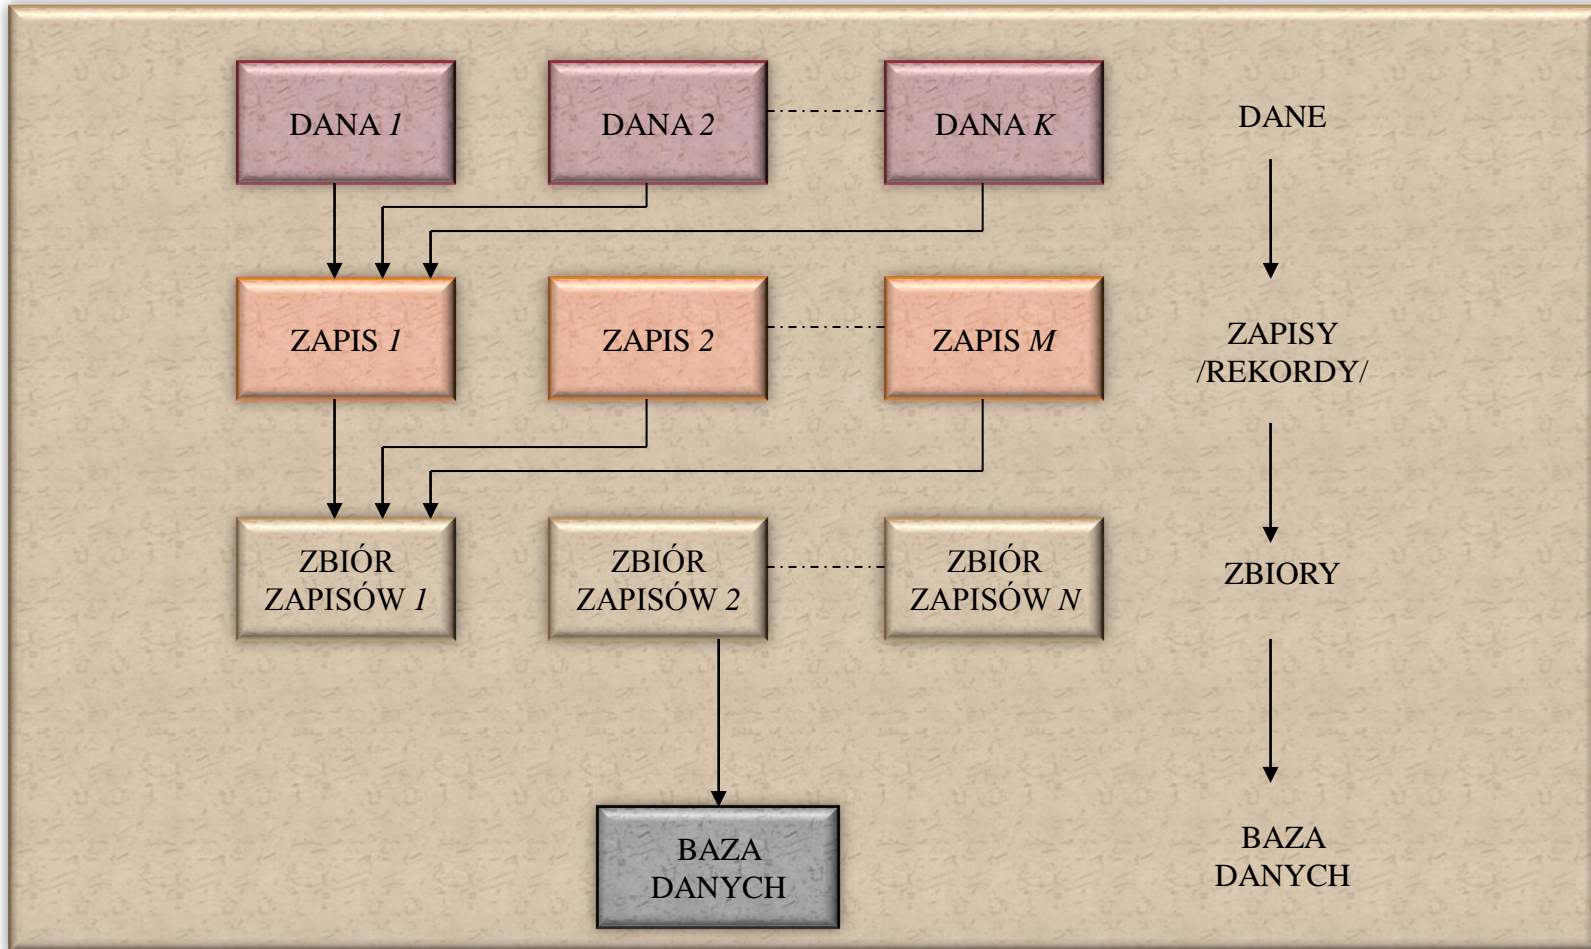 DANA 1
DANA 2
DANA K
DANE
ZAPIS 1
ZAPIS 2
ZAPIS M
ZAPISY
/REKORDY/
ZBIÓR
ZAPISÓW 1
ZBIÓR
ZAPISÓW 2
ZBIÓR
ZAPISÓW N
ZBIORY
BAZA
DANYCH
BAZA
DANYCH